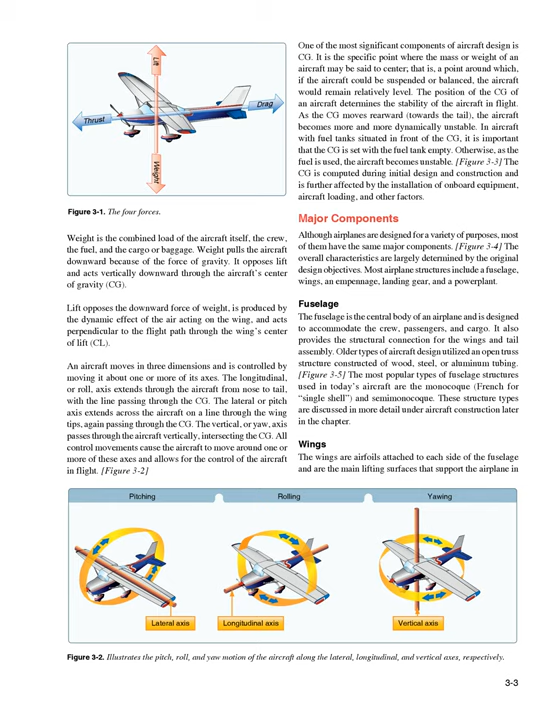 Lift
Thrust
Drag
Weight
Figure 3-1. The four forces.
Weight is the combined load of the aircraft itself, the crew,
the fuel, and the cargo or baggage. Weight pulls the aircraft
downward because of the force of gravity. It opposes lift
and acts vertically downward through the aircraft’s center
of gravity (CG).
Lift opposes the downward force of weight, is produced by
the dynamic effect of the air acting on the wing, and acts
perpendicular to the flight path through the wing’s center
of lift (CL).
An aircraft moves in three dimensions and is controlled by
moving it about one or more of its axes. The longitudinal,
or roll, axis extends through the aircraft from nose to tail,
with the line passing through the CG. The lateral or pitch
axis extends across the aircraft on a line through the wing
tips, again passing through the CG. The vertical, or yaw, axis
passes through the aircraft vertically, intersecting the CG. All
control movements cause the aircraft to move around one or
more of these axes and allows for the control of the aircraft
in flight. [Figure 3-2]
One of the most significant components of aircraft design is
CG. It is the specific point where the mass or weight of an
aircraft may be said to center; that is, a point around which,
if the aircraft could be suspended or balanced, the aircraft
would remain relatively level. The position of the CG of
an aircraft determines the stability of the aircraft in flight.
As the CG moves rearward (towards the tail), the aircraft
becomes more and more dynamically unstable. In aircraft
with fuel tanks situated in front of the CG, it is important
that the CG is set with the fuel tank empty. Otherwise, as the
fuel is used, the aircraft becomes unstable. [Figure 3-3] The
CG is computed during initial design and construction and
is further affected by the installation of onboard equipment,
aircraft loading, and other factors.
Major Components
Although airplanes are designed for a variety of purposes, most
of them have the same major components. [Figure 3-4] The
overall characteristics are largely determined by the original
design objectives. Most airplane structures include a fuselage,
wings, an empennage, landing gear, and a powerplant.
Fuselage
The fuselage is the central body of an airplane and is designed
to accommodate the crew, passengers, and cargo. It also
provides the structural connection for the wings and tail
assembly. Older types of aircraft design utilized an open truss
structure constructed of wood, steel, or aluminum tubing.
[Figure 3-5] The most popular types of fuselage structures
used in today’s aircraft are the monocoque (French for
“single shell”) and semimonocoque. These structure types
are discussed in more detail under aircraft construction later
in the chapter.
Wings
The wings are airfoils attached to each side of the fuselage
and are the main lifting surfaces that support the airplane in
Pitching
Rolling
Yawing
Lateral axis
Longitudinal axis
Vertical axis
Figure 3-2. Illustrates the pitch, roll, and yaw motion of the aircraft along the lateral, longitudinal, and vertical axes, respectively.
3-3